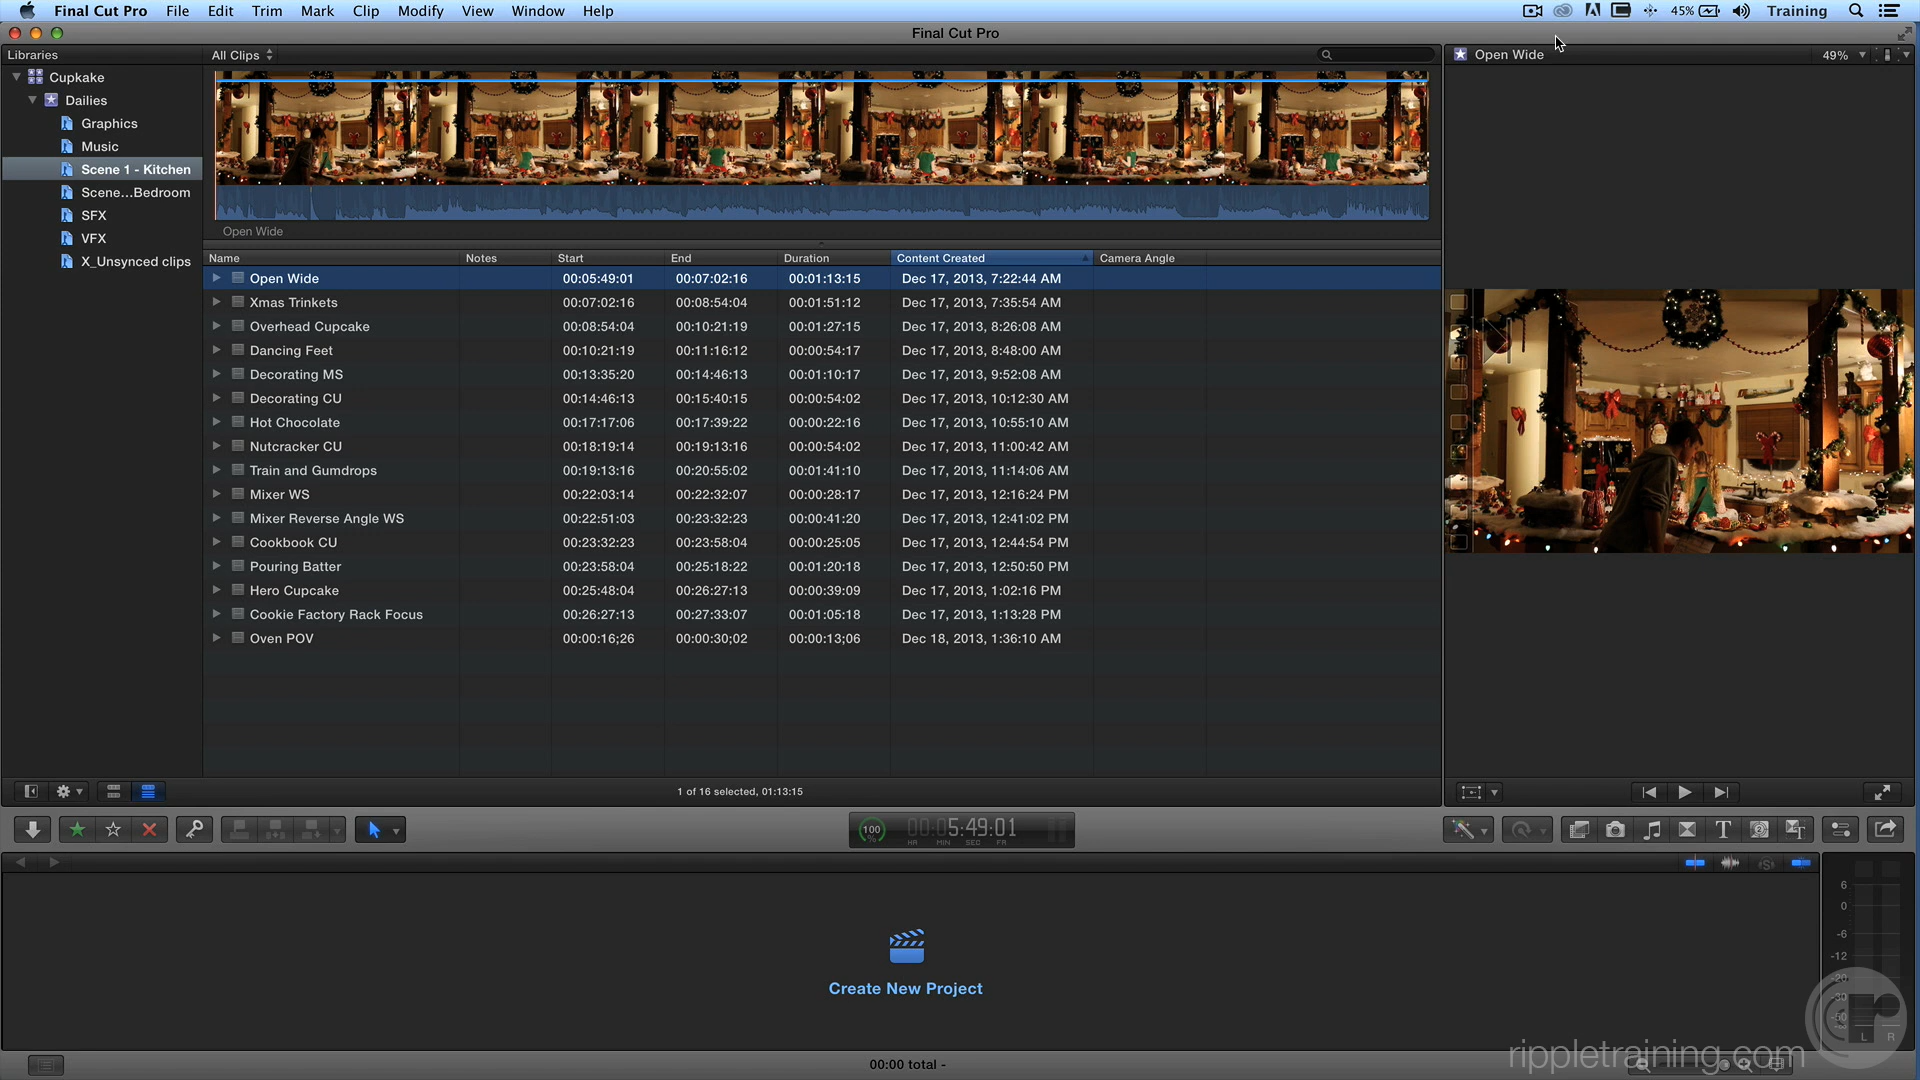 Final Cut Pro File Edit Trim Mark Clip Modify View Window Help 45% Training
Final Cut Pro
Libraries
All Clips
Open Wide 49%
Cupkake
Dailies
Graphics
Music
Scene 1 - Kitchen
Scene...Bedroom
SFX
VFX
X_Unsynced clips
Open Wide
Name Notes Start End Duration Content Created Camera Angle
Open Wide 00:05:49:01 00:07:02:16 00:01:13:15 Dec 17, 2013, 7:22:44 AM
Xmas Trinkets 00:07:02:16 00:08:54:04 00:01:51:12 Dec 17, 2013, 7:35:54 AM
Overhead Cupcake 00:08:54:04 00:10:21:19 00:01:27:15 Dec 17, 2013, 8:26:08 AM
Dancing Feet 00:10:21:19 00:11:16:12 00:00:54:17 Dec 17, 2013, 8:48:00 AM
Decorating MS 00:13:35:20 00:14:46:13 00:01:10:17 Dec 17, 2013, 9:52:08 AM
Decorating CU 00:14:46:13 00:15:40:15 00:00:54:02 Dec 17, 2013, 10:12:30 AM
Hot Chocolate 00:17:17:06 00:17:39:22 00:00:22:16 Dec 17, 2013, 10:55:10 AM
Nutcracker CU 00:18:19:14 00:19:13:16 00:00:54:02 Dec 17, 2013, 11:00:42 AM
Train and Gumdrops 00:19:13:16 00:20:55:02 00:01:41:10 Dec 17, 2013, 11:14:06 AM
Mixer WS 00:22:03:14 00:22:32:07 00:00:28:17 Dec 17, 2013, 12:16:24 PM
Mixer Reverse Angle WS 00:22:51:03 00:23:32:23 00:00:41:20 Dec 17, 2013, 12:41:02 PM
Cookbook CU 00:23:32:23 00:23:58:04 00:00:25:05 Dec 17, 2013, 12:44:54 PM
Pouring Batter 00:23:58:04 00:25:18:22 00:01:20:18 Dec 17, 2013, 12:50:50 PM
Hero Cupcake 00:25:48:04 00:26:27:13 00:00:39:09 Dec 17, 2013, 1:02:16 PM
Cookie Factory Rack Focus 00:26:27:13 00:27:33:07 00:01:05:18 Dec 17, 2013, 1:13:28 PM
Oven POV 00:00:16;26 00:00:30;02 00:00:13;06 Dec 18, 2013, 1:36:10 AM
1 of 16 selected, 01:13:15
100 % 00:05:49:01
HR MIN SEC FR
6
0
-6
-12
-20
-30
-50
L R
Create New Project
00:00 total -
rippletraining.com